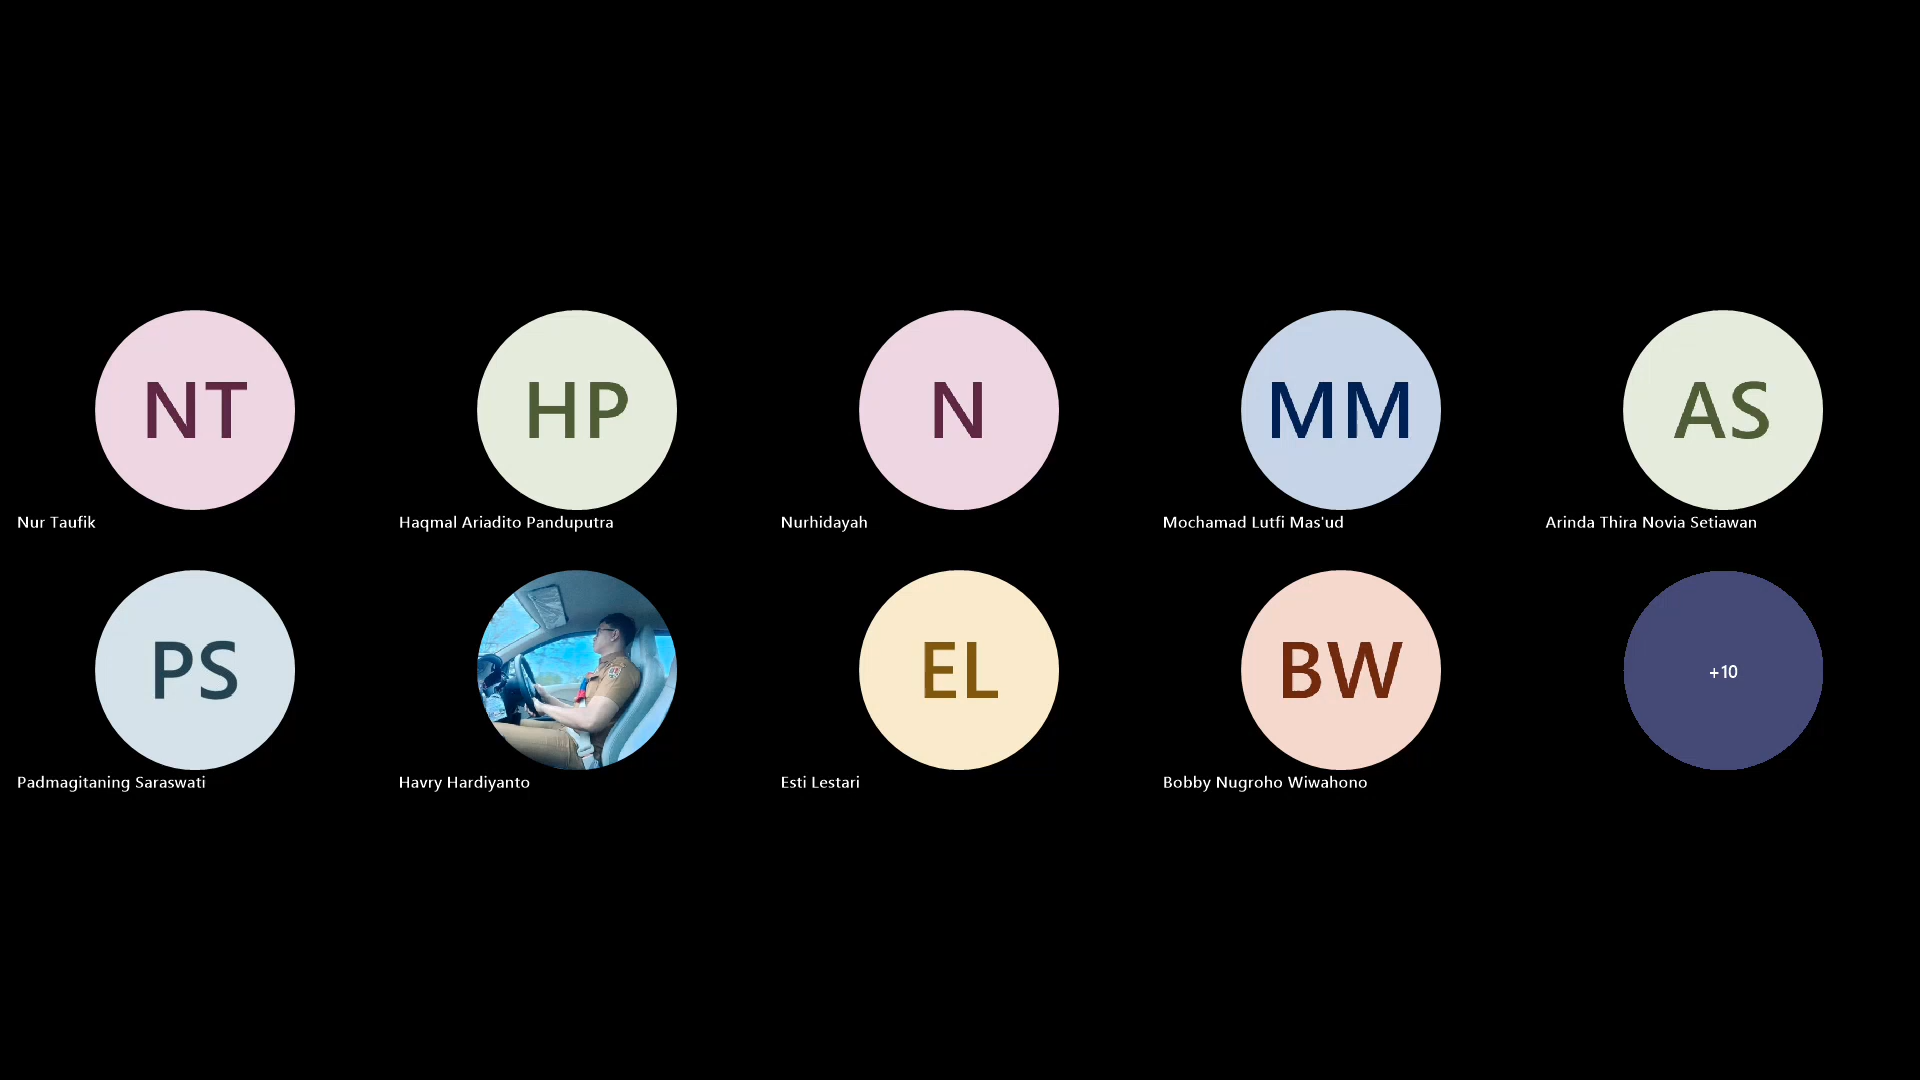 NT
HP
N
MM
AS
Nur Taufik
Haqmal Ariadito Panduputra
Nurhidayah
Mochamad Lutfi Mas'ud
Arinda Thira Novia Setiawan
PS
EL
BW
+10
Padmagitaning Saraswati
Havry Hardiyanto
Esti Lestari
Bobby Nugroho Wiwahono